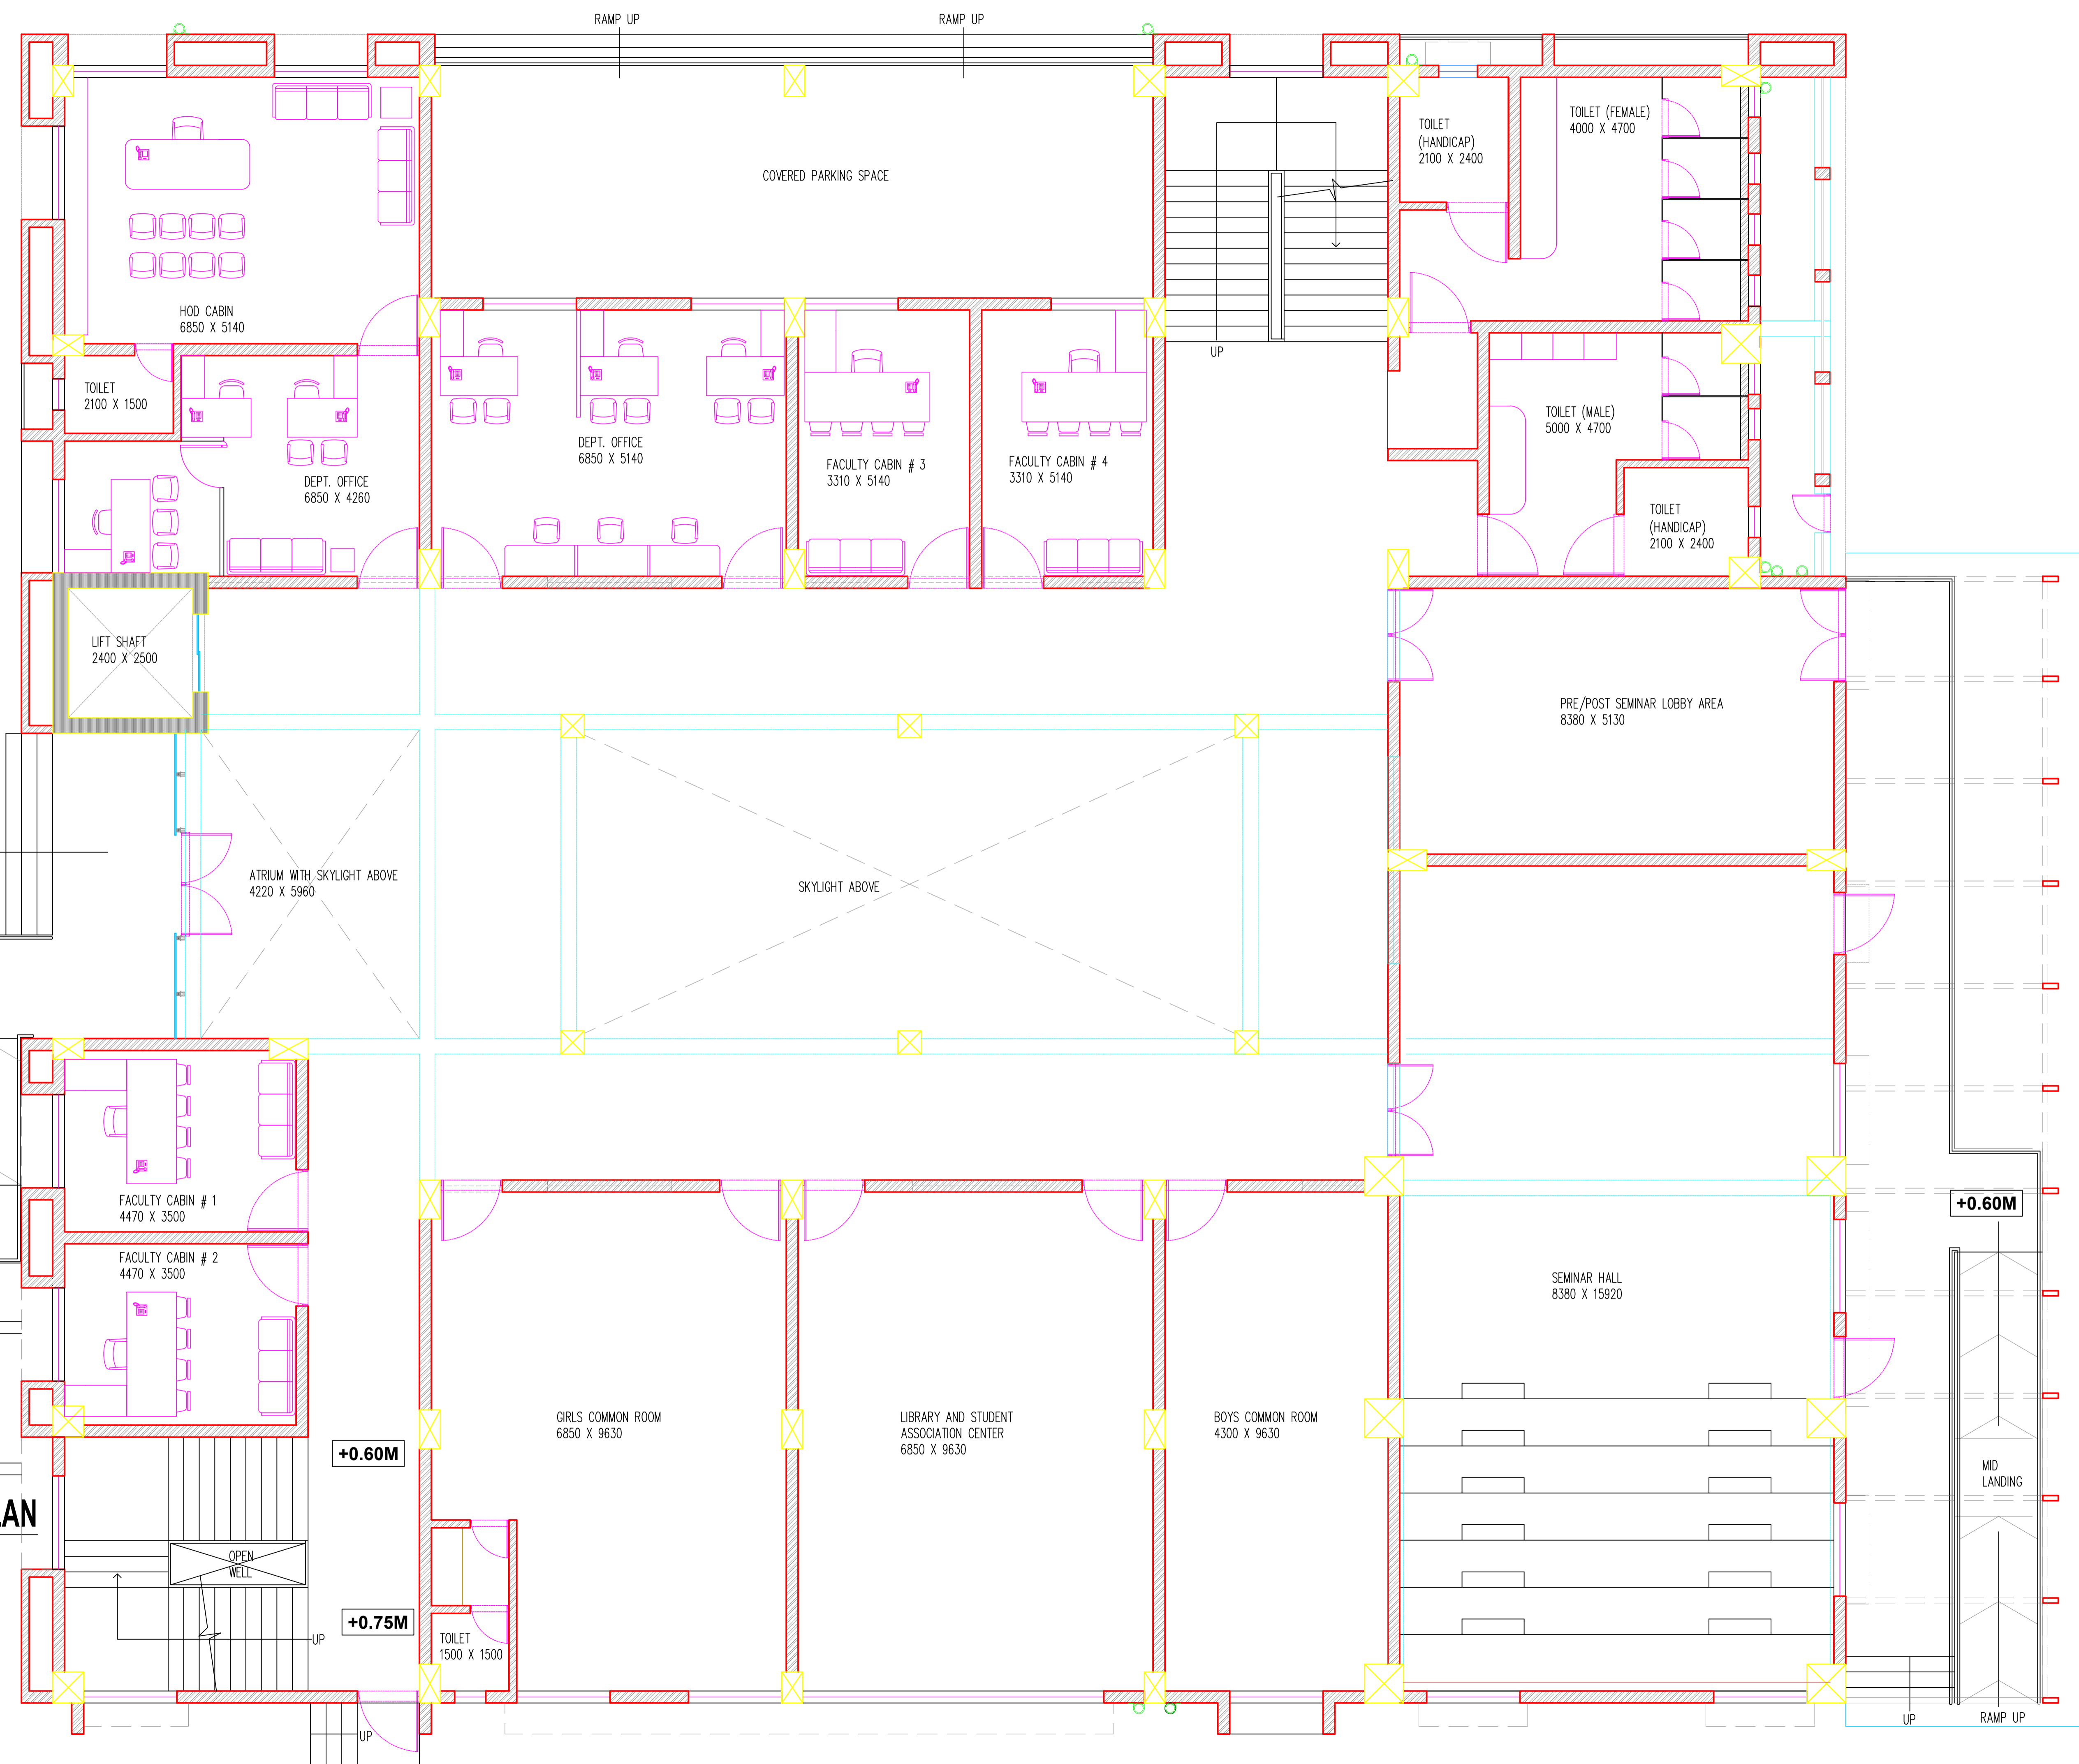 RAMP UP
RAMP UP
TOILET (FEMALE)
4000 X 4700
TOILET
(HANDICAP)
2100 X 2400
COVERED PARKING SPACE
HOD CABIN
6850 X 5140
UP
TOILET
2100 X 1500
TOILET (MALE)
5000 X 4700
DEPT. OFFICE
6850 X 5140
FACULTY CABIN # 3
3310 X 5140
FACULTY CABIN # 4
3310 X 5140
DEPT. OFFICE
6850 X 4260
TOILET
(HANDICAP)
2100 X 2400
LIFT SHAFT
2400 X 2500
PRE/POST SEMINAR LOBBY AREA
8380 X 5130
ATRIUM WITH SKYLIGHT ABOVE
4220 X 5960
SKYLIGHT ABOVE
FACULTY CABIN # 1
4470 X 3500
+0.60M
FACULTY CABIN # 2
4470 X 3500
SEMINAR HALL
8380 X 15920
GIRLS COMMON ROOM
6850 X 9630
LIBRARY AND STUDENT
ASSOCIATION CENTER
6850 X 9630
BOYS COMMON ROOM
4300 X 9630
+0.60M
MID
LANDING
LAN
OPEN
WELL
+0.75M
UP
TOILET
1500 X 1500
UP
UP
RAMP UP